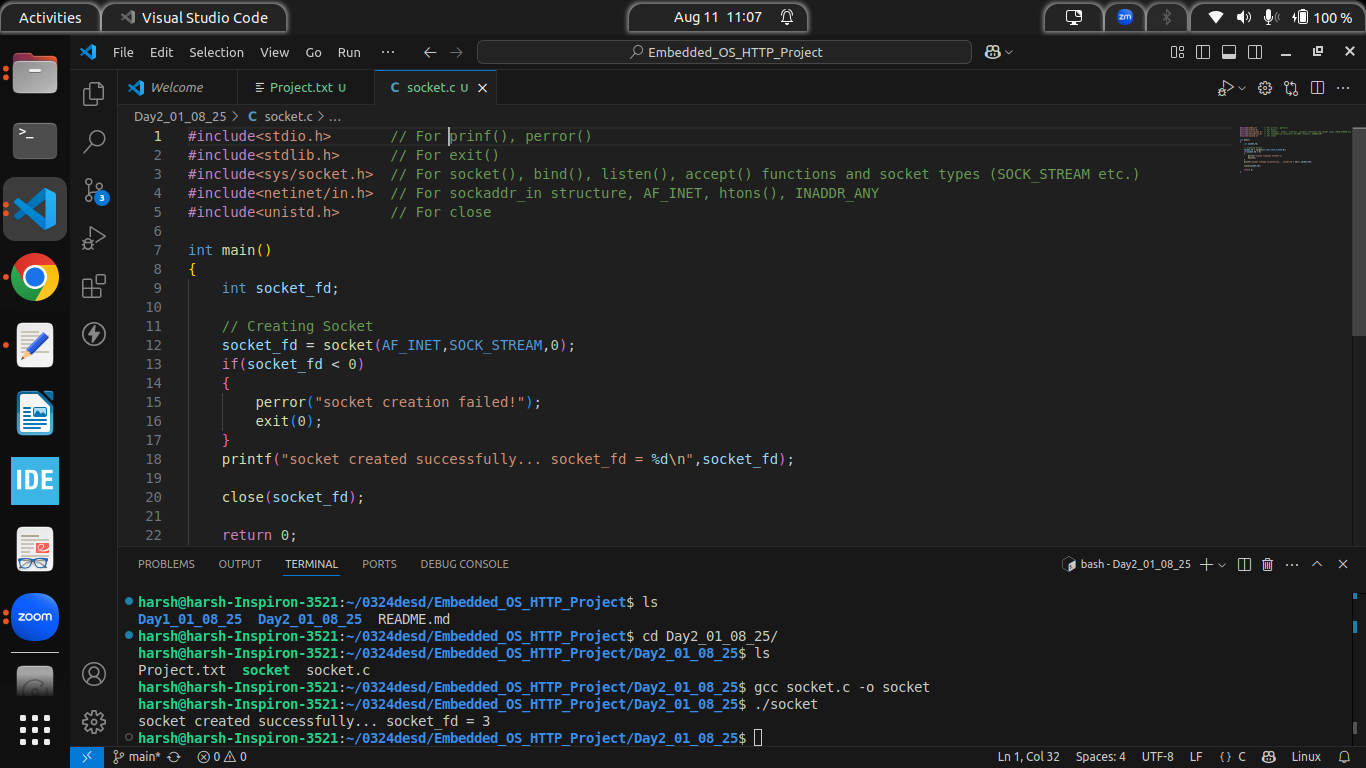 Activities
Visual Studio Code
Aug 11 11:07
zm
100 %
File Edit Selection View Go Run ···
Embedded_OS_HTTP_Project
Welcome
Project.txt U
C socket.c U
Day2_01_08_25 > C socket.c > ...
1 #include<stdio.h> // For prinf(), perror()
2 #include<stdlib.h> // For exit()
3 #include<sys/socket.h> // For socket(), bind(), listen(), accept() functions and socket types (SOCK_STREAM etc.)
4 #include<netinet/in.h> // For sockaddr_in structure, AF_INET, htons(), INADDR_ANY
5 #include<unistd.h> // For close
6
7 int main()
8 {
9 int socket_fd;
10
11 // Creating Socket
12 socket_fd = socket(AF_INET,SOCK_STREAM,0);
13 if(socket_fd < 0)
14 {
15 perror("socket creation failed!");
16 exit(0);
17 }
18 printf("socket created successfully... socket_fd = %d\n",socket_fd);
19
20 close(socket_fd);
21
22 return 0;
3
IDE
zoom
PROBLEMS OUTPUT TERMINAL PORTS DEBUG CONSOLE
bash - Day2_01_08_25
harsh@harsh-Inspiron-3521:~/0324desd/Embedded_OS_HTTP_Project$ ls
Day1_01_08_25 Day2_01_08_25 README.md
harsh@harsh-Inspiron-3521:~/0324desd/Embedded_OS_HTTP_Project$ cd Day2_01_08_25/
harsh@harsh-Inspiron-3521:~/0324desd/Embedded_OS_HTTP_Project/Day2_01_08_25$ ls
Project.txt socket socket.c
harsh@harsh-Inspiron-3521:~/0324desd/Embedded_OS_HTTP_Project/Day2_01_08_25$ gcc socket.c -o socket
harsh@harsh-Inspiron-3521:~/0324desd/Embedded_OS_HTTP_Project/Day2_01_08_25$ ./socket
socket created successfully... socket_fd = 3
harsh@harsh-Inspiron-3521:~/0324desd/Embedded_OS_HTTP_Project/Day2_01_08_25$
main* 0 0
Ln 1, Col 32 Spaces: 4 UTF-8 LF {} C Linux